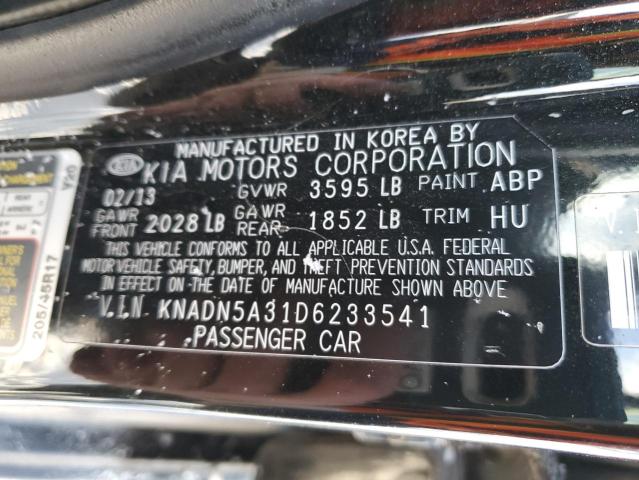 MANUFACTURED IN KOREA BY
KIA KIA MOTORS CORPORATION
02/13 GVWR 3595 LB PAINT ABP
GAWR FRONT 2028 LB GAWR REAR 1852 LB TRIM HU
THIS VEHICLE CONFORMS TO ALL APPLICABLE U.S.A. FEDERAL
MOTOR VEHICLE SAFETY, BUMPER, AND THEFT PREVENTION STANDARDS
IN EFFECT ON THE DATE OF MANUFACTURE SHOWN ABOVE
V.I.N KNADN5A31D6233541
PASSENGER CAR
205/45R17